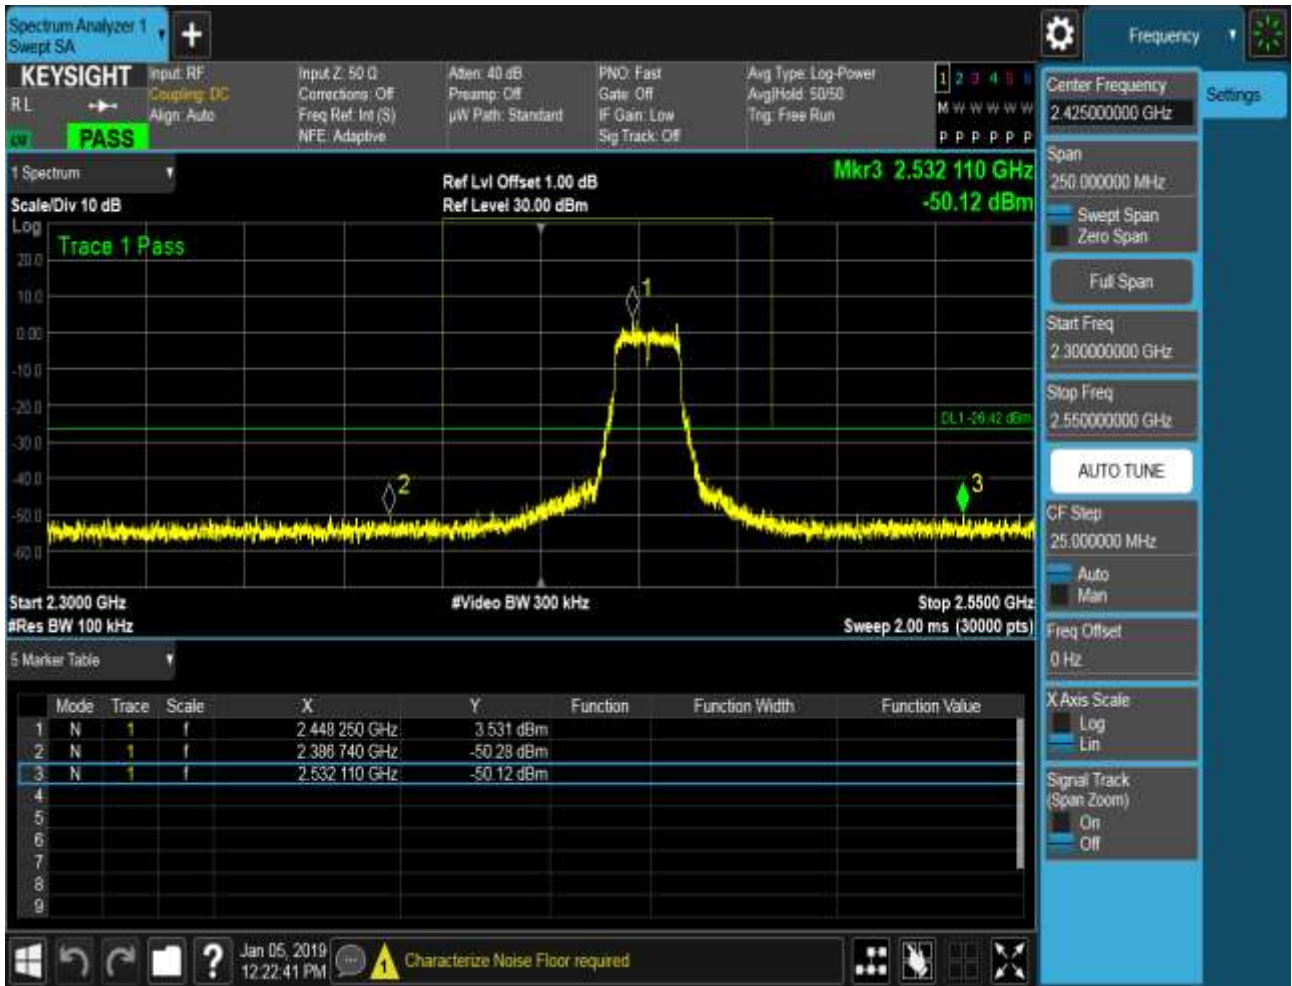 Spectrum Analyzer 1
Swept SA
+
Frequency
KEYSIGHT
R L
PASS
Input: RF
Coupling: DC
Align: Auto
Input Z: 50 Ω
Corrections: Off
Freq Ref: Int (S)
NFE: Adaptive
Atten: 40 dB
Preamp: Off
µW Path: Standard
PNO: Fast
Gate: Off
IF Gain: Low
Sig Track: Off
Avg Type: Log-Power
Avg|Hold: 50/50
Trig: Free Run
1 2 3 4 5 6
M W W W W W
P P P P P P
1 Spectrum
Scale/Div 10 dB
Ref Lvl Offset 1.00 dB
Ref Level 30.00 dBm
Mkr3 2.532 110 GHz
-50.12 dBm
Log
Trace 1 Pass
20.0
10.0
0.00
-10.0
-20.0
-30.0
-40.0
-50.0
-60.0
1
2
3
DL1 -26.42 dBm
Start 2.3000 GHz
#Video BW 300 kHz
Stop 2.5500 GHz
#Res BW 100 kHz
Sweep 2.00 ms (30000 pts)
5 Marker Table
Mode Trace Scale X Y Function Function Width Function Value
1 N 1 f 2.448 250 GHz 3.531 dBm
2 N 1 f 2.386 740 GHz -50.28 dBm
3 N 1 f 2.532 110 GHz -50.12 dBm
4
5
6
7
8
9
Center Frequency
2.425000000 GHz
Settings
Span
250.000000 MHz
Swept Span
Zero Span
Full Span
Start Freq
2.300000000 GHz
Stop Freq
2.550000000 GHz
AUTO TUNE
CF Step
25.000000 MHz
Auto
Man
Freq Offset
0 Hz
X Axis Scale
Log
Lin
Signal Track
(Span Zoom)
On
Off
?
Jan 05, 2019
12:22:41 PM
1
Characterize Noise Floor required